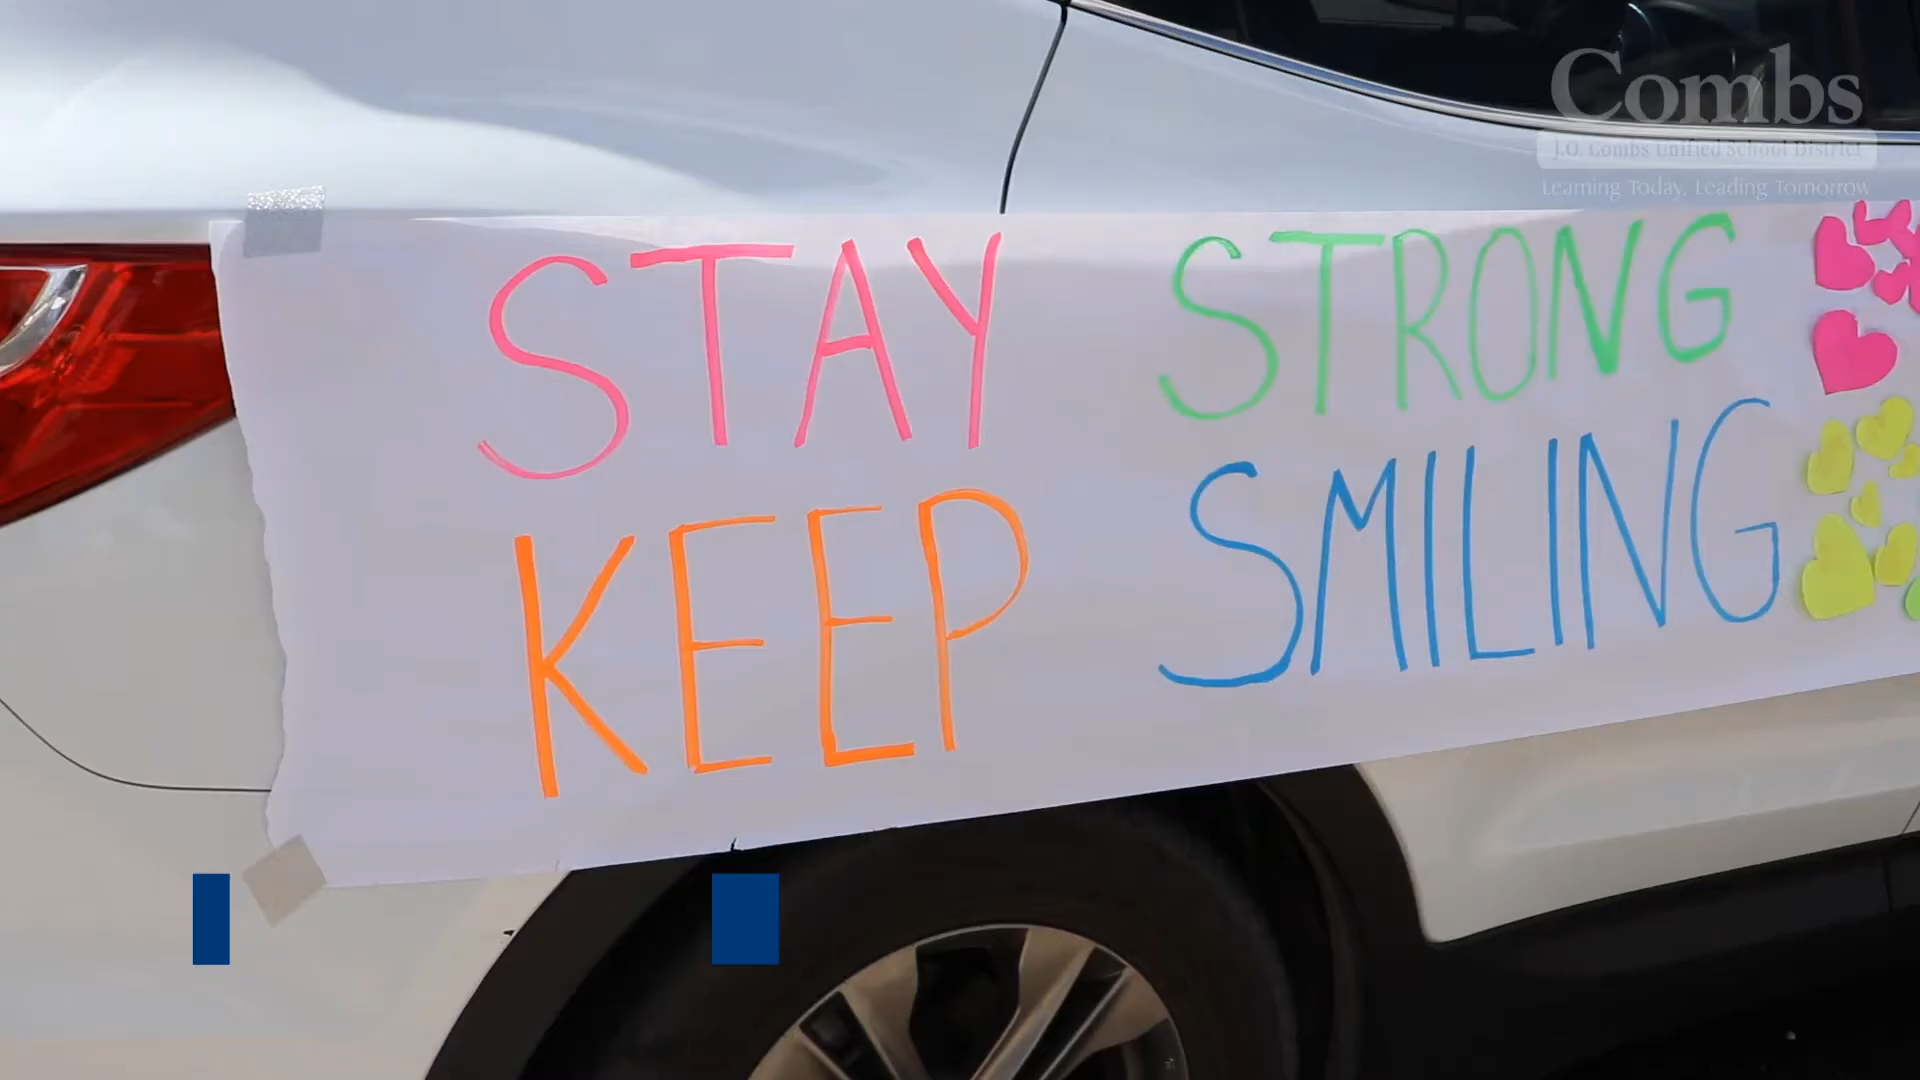 Combs
J.O. Combs Unified School District
Learning Today, Leading Tomorrow
STAY STRONG
KEEP SMILING